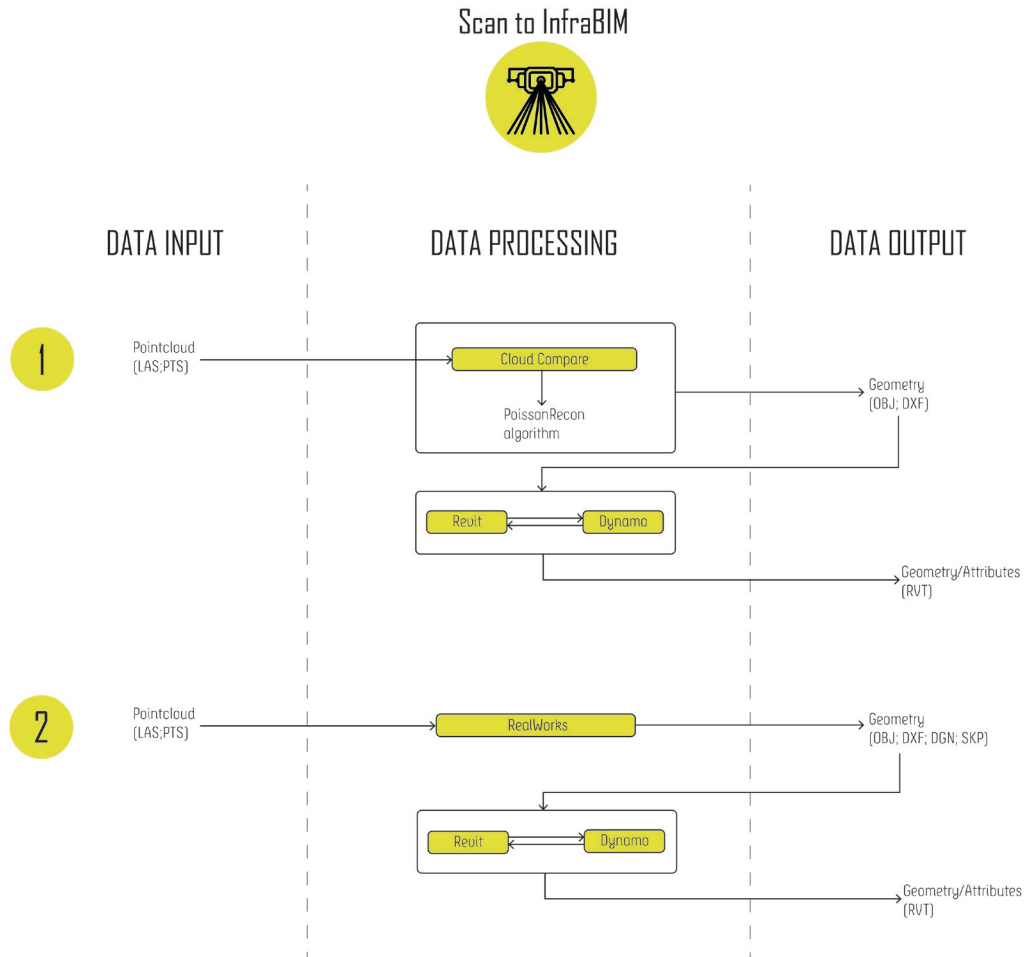 Scan to InfraBIM
DATA INPUT
DATA PROCESSING
DATA OUTPUT
1
Pointcloud
(LAS;PTS)
Cloud Compare
PoissonRecon
algorithm
Geometry
(OBJ; DXF)
Revit
Dynamo
Geometry/Attributes
(RVT)
2
Pointcloud
(LAS;PTS)
RealWorks
Geometry
(OBJ; DXF; DGN; SKP)
Revit
Dynamo
Geometry/Attributes
(RVT)